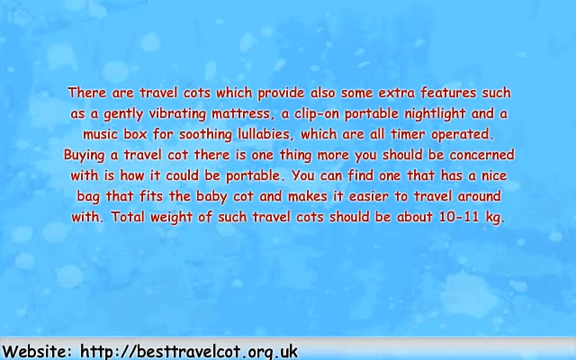 There are travel cots which provide also some extra features such
as a gently vibrating mattress, a clip-on portable nightlight and a
music box for soothing lullabies, which are all timer operated.
Buying a travel cot there is one thing more you should be concerned
with is how it could be portable. You can find one that has a nice
bag that fits the baby cot and makes it easier to travel around
with. Total weight of such travel cots should be about 10-11 kg.
Website: http://besttravelcot.org.uk